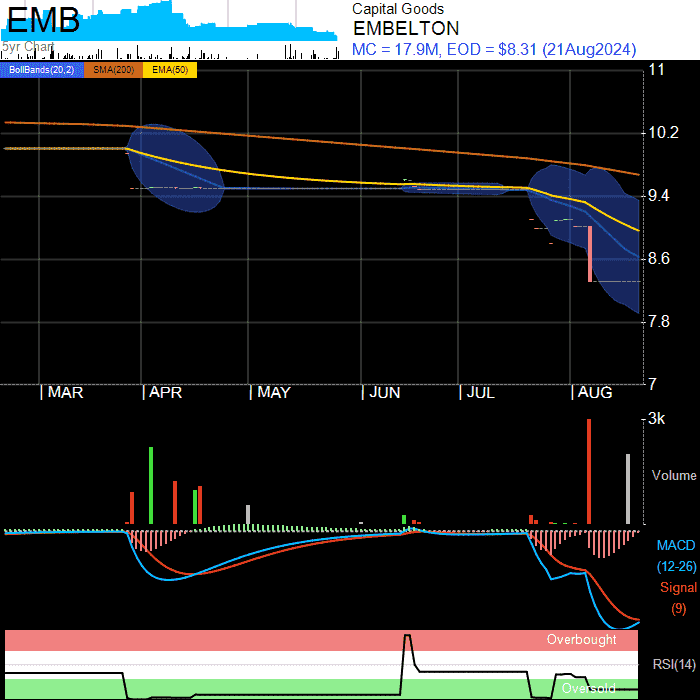 EMB
5yr Chart
Capital Goods
EMBELTON
MC = 17.9M, EOD = $8.31 (21Aug2024)
BollBands(20,2) SMA(200) EMA(50)
11
10.2
9.4
8.6
7.8
7
MAR APR MAY JUN JUL AUG
3k
Volume
MACD
(12-26)
Signal
(9)
Overbought
RSI(14)
Oversold